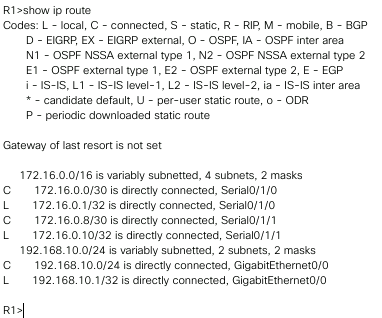 R1>show ip route
Codes: L - local, C - connected, S - static, R - RIP, M - mobile, B - BGP
D - EIGRP, EX - EIGRP external, O - OSPF, IA - OSPF inter area
N1 - OSPF NSSA external type 1, N2 - OSPF NSSA external type 2
E1 - OSPF external type 1, E2 - OSPF external type 2, E - EGP
i - IS-IS, L1 - IS-IS level-1, L2 - IS-IS level-2, ia - IS-IS inter area
* - candidate default, U - per-user static route, o - ODR
P - periodic downloaded static route
Gateway of last resort is not set
172.16.0.0/16 is variably subnetted, 4 subnets, 2 masks
C 172.16.0.0/30 is directly connected, Serial0/1/0
L 172.16.0.1/32 is directly connected, Serial0/1/0
C 172.16.0.8/30 is directly connected, Serial0/1/1
L 172.16.0.10/32 is directly connected, Serial0/1/1
192.168.10.0/24 is variably subnetted, 2 subnets, 2 masks
C 192.168.10.0/24 is directly connected, GigabitEthernet0/0
L 192.168.10.1/32 is directly connected, GigabitEthernet0/0
R1>